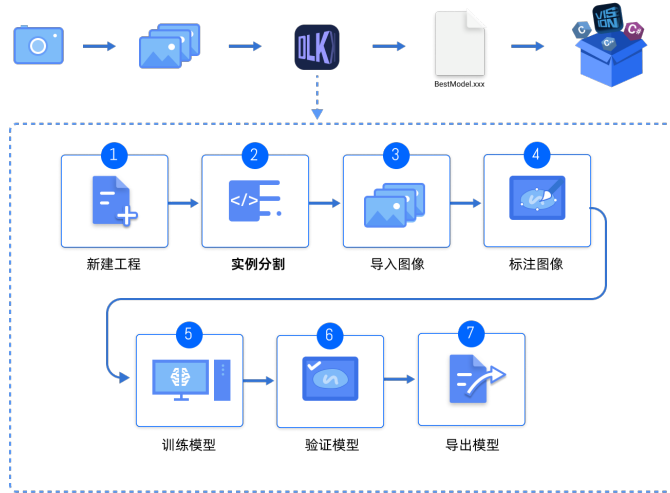 DLK
BestModel.xxx
C
VISION
C#
C++
1
2
3
4
</>
新建工程
实例分割
导入图像
标注图像
5
6
7
训练模型
验证模型
导出模型